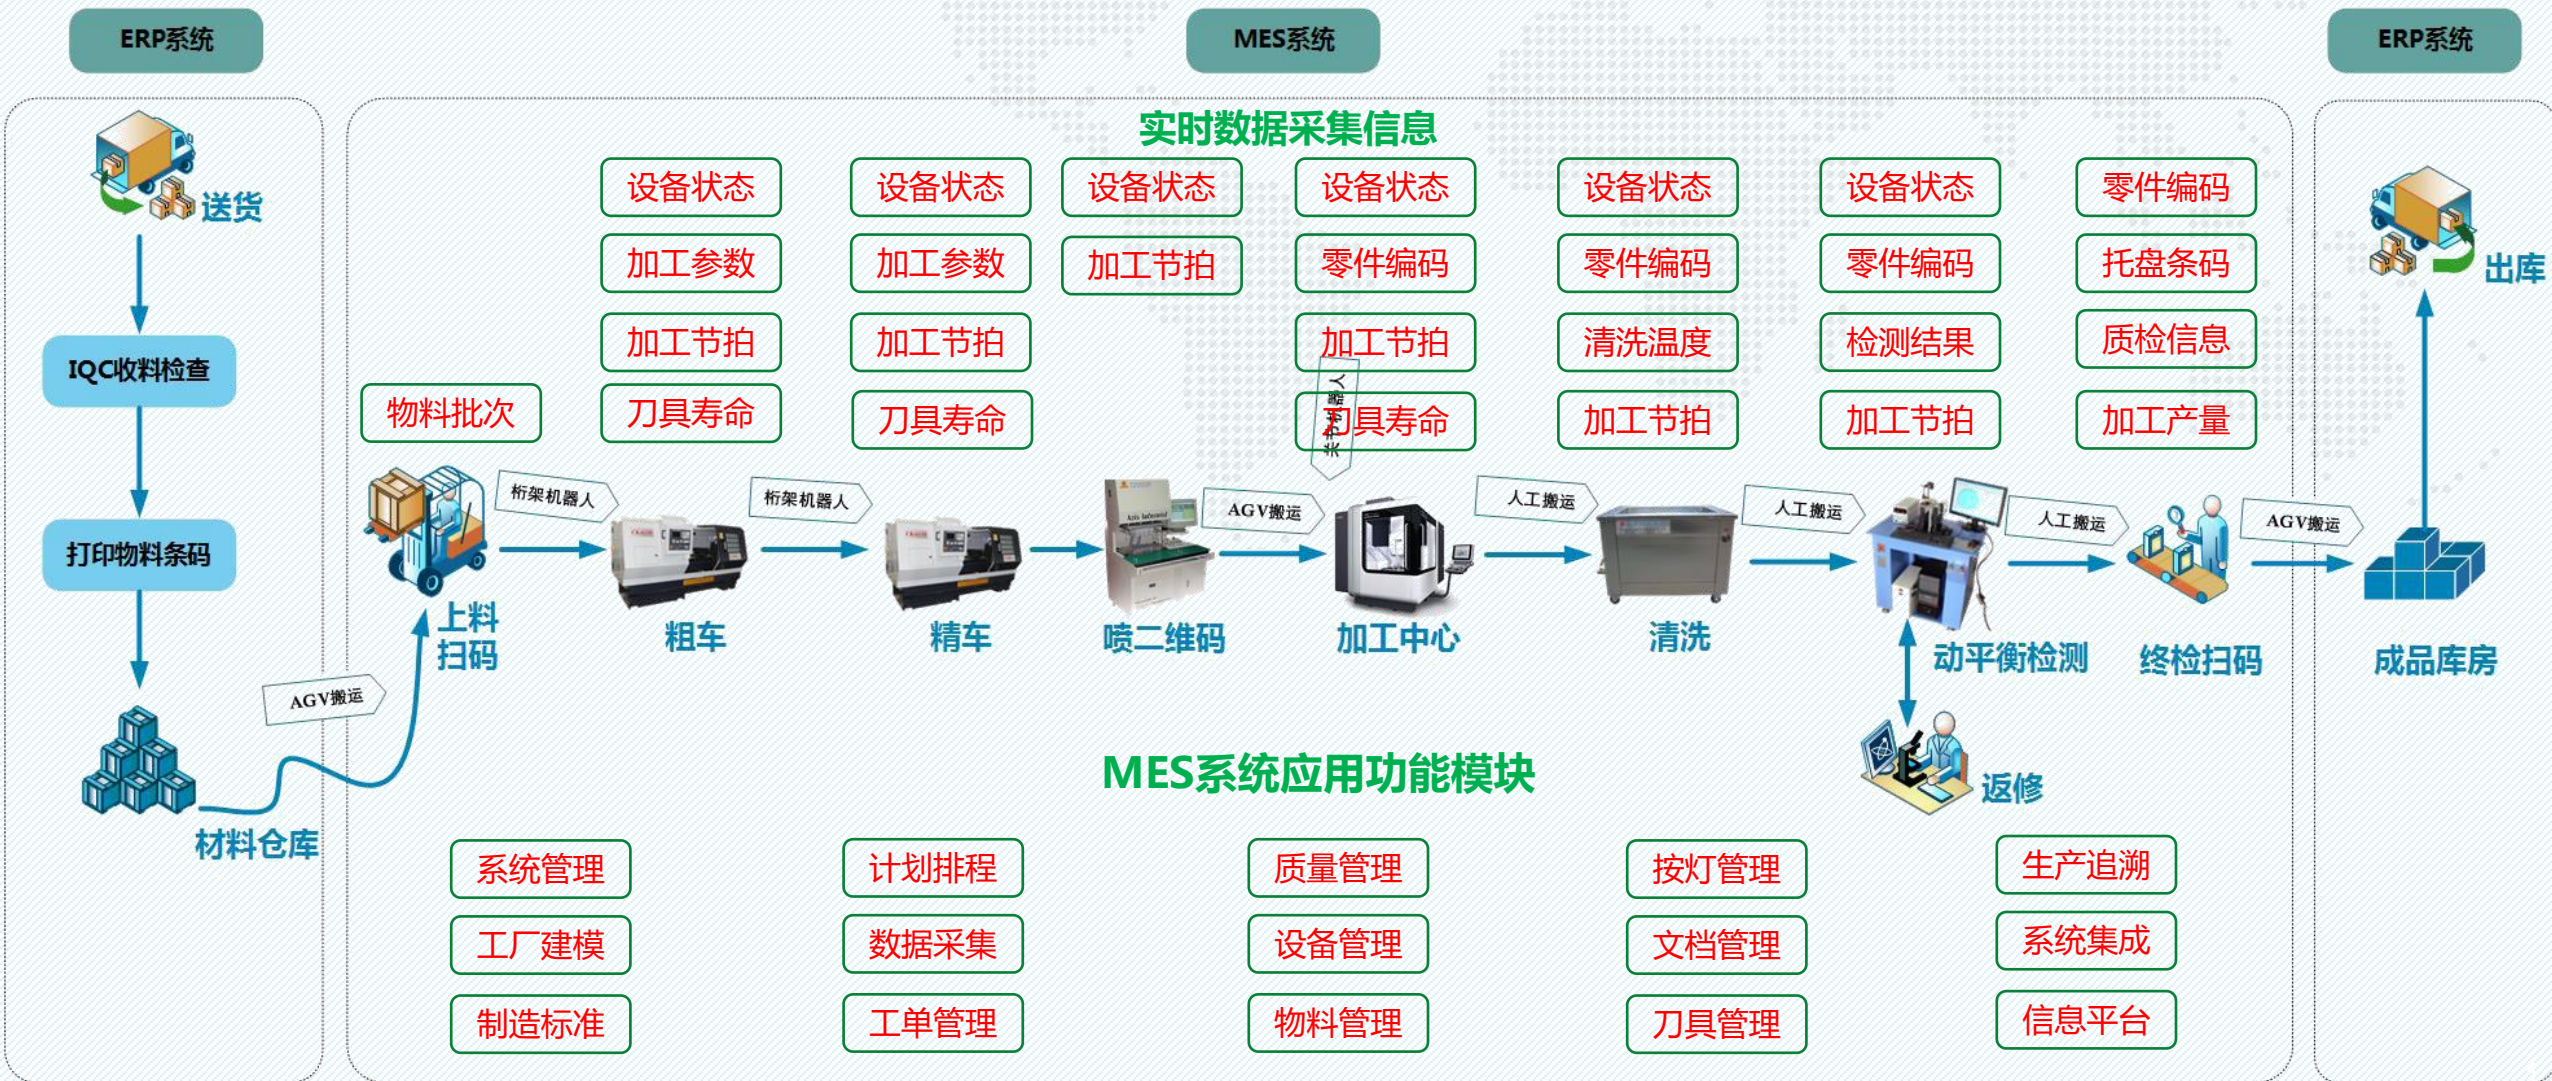 ERP系统
MES系统
ERP系统
实时数据采集信息
送货
IQC收料检查
打印物料条码
材料仓库
AGV搬运
物料批次
上料
扫码
桁架机器人
设备状态
加工参数
加工节拍
刀具寿命
粗车
桁架机器人
设备状态
加工参数
加工节拍
刀具寿命
精车
设备状态
加工节拍
喷二维码
AGV搬运
设备状态
零件编码
加工节拍
刀具寿命
关节机器人
加工中心
人工搬运
设备状态
零件编码
清洗温度
加工节拍
清洗
人工搬运
设备状态
零件编码
检测结果
加工节拍
动平衡检测
返修
人工搬运
零件编码
托盘条码
质检信息
加工产量
终检扫码
AGV搬运
成品库房
出库
MES系统应用功能模块
系统管理
计划排程
质量管理
按灯管理
生产追溯
工厂建模
数据采集
设备管理
文档管理
系统集成
制造标准
工单管理
物料管理
刀具管理
信息平台